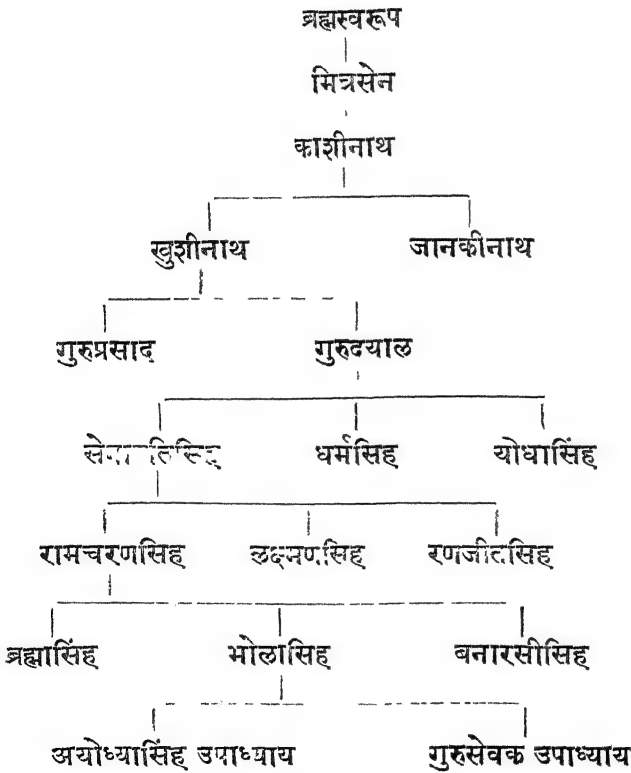 ब्रह्मस्वरूप
मित्रसेन
काशीनाथ
खुशीनाथ जानकीनाथ
गुरुप्रसाद गुरुदयाल
धर्मसिह योधासिंह
रामचरणसिह लक्ष्मणसिह रणजीतसिह
ब्रह्मासिंह भोलासिह बनारसीसिह
अयोध्यासिंह उपाध्याय गुरुसेवक उपाध्याय